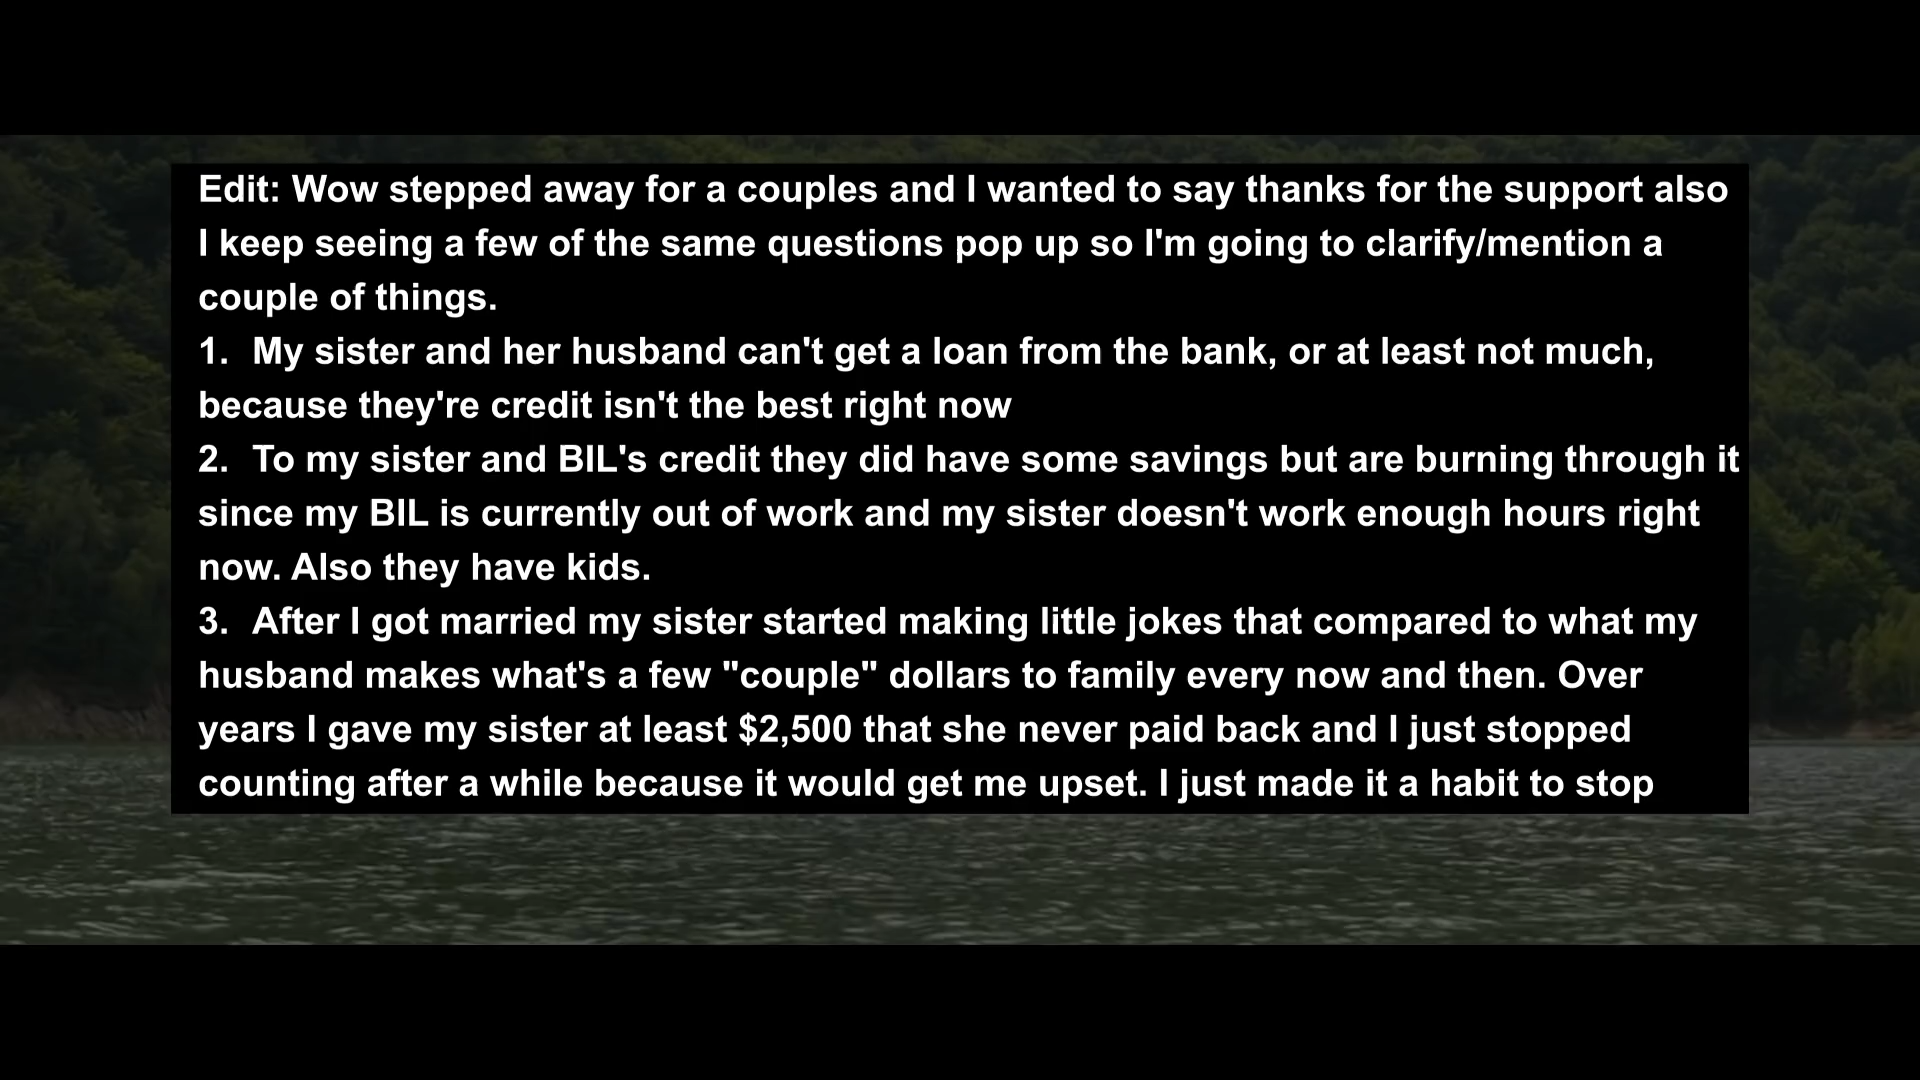 Edit: Wow stepped away for a couples and I wanted to say thanks for the support also
I keep seeing a few of the same questions pop up so I'm going to clarify/mention a
couple of things.
1. My sister and her husband can't get a loan from the bank, or at least not much,
because they're credit isn't the best right now
2. To my sister and BIL's credit they did have some savings but are burning through it
since my BIL is currently out of work and my sister doesn't work enough hours right
now. Also they have kids.
3. After I got married my sister started making little jokes that compared to what my
husband makes what's a few "couple" dollars to family every now and then. Over
years I gave my sister at least $2,500 that she never paid back and I just stopped
counting after a while because it would get me upset. I just made it a habit to stop